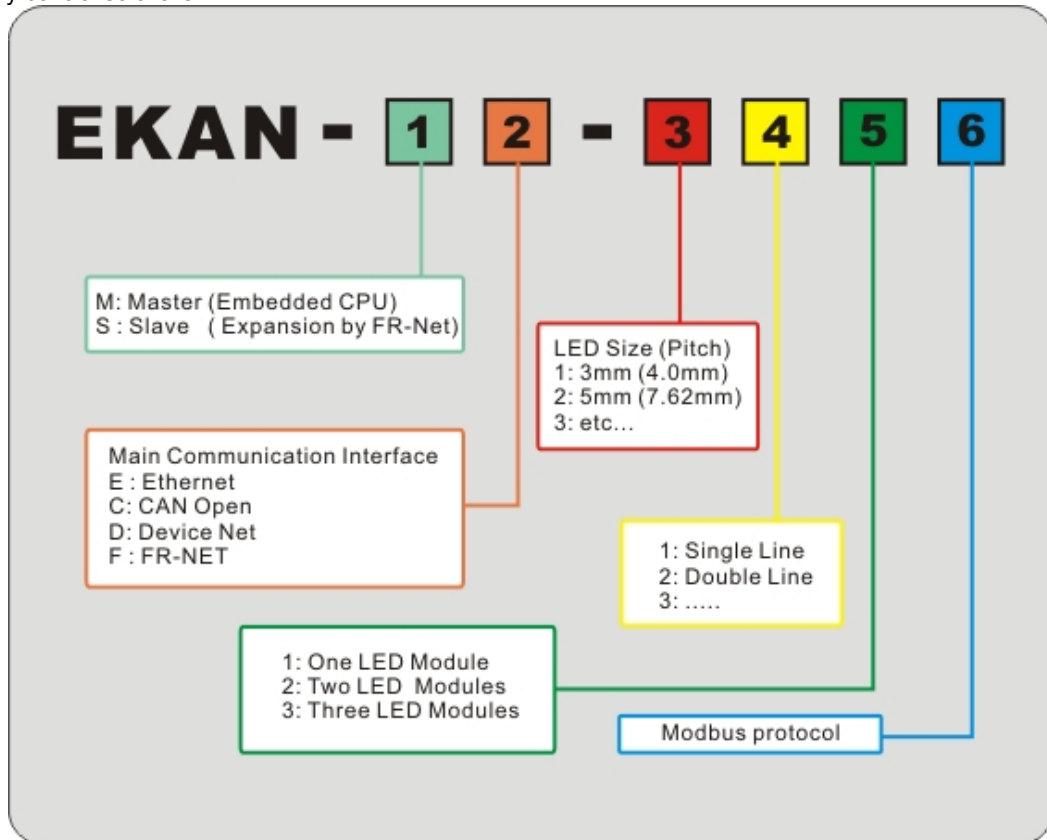 EKAN - 1 2 - 3 4 5 6
M: Master (Embedded CPU)
S : Slave ( Expansion by FR-Net)
LED Size (Pitch)
1: 3mm (4.0mm)
2: 5mm (7.62mm)
3: etc...
Main Communication Interface
E : Ethernet
C: CAN Open
D: Device Net
F : FR-NET
1: Single Line
2: Double Line
3: .....
1: One LED Module
2: Two LED Modules
3: Three LED Modules
Modbus protocol